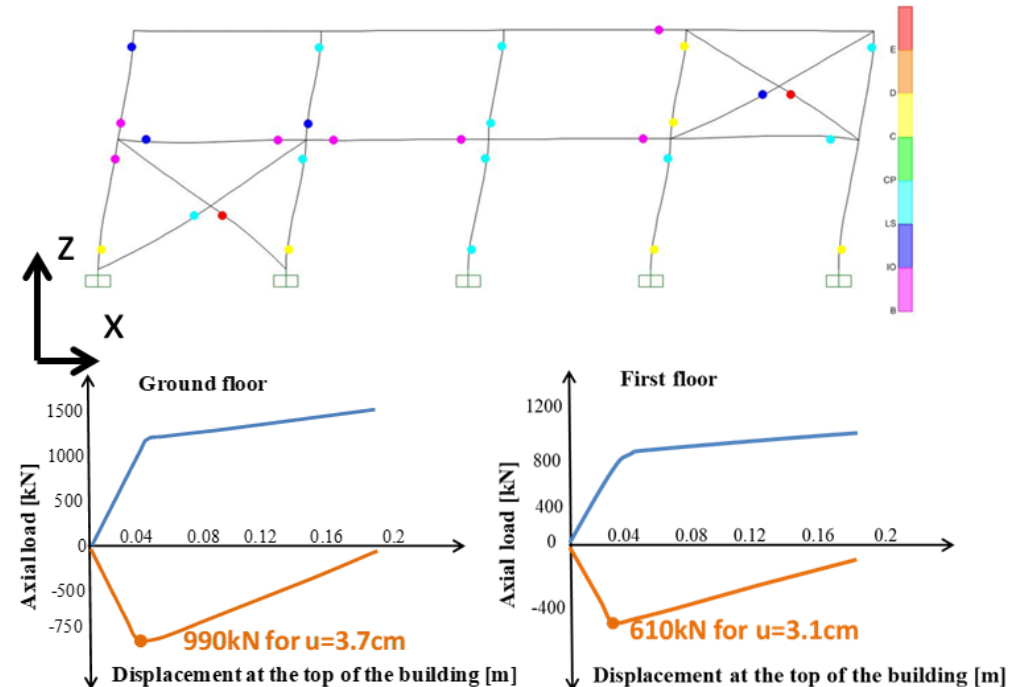 E
D
C
CP
LS
IO
B
Z
X
Ground floor
First floor
Axial load [kN]
1500
1000
500
0
-500
-750
0.04 0.08 0.12 0.16 0.2
990kN for u=3.7cm
Displacement at the top of the building [m]
Axial load [kN]
1200
800
400
0
-400
0.04 0.08 0.12 0.16 0.2
610kN for u=3.1cm
Displacement at the top of the building [m]